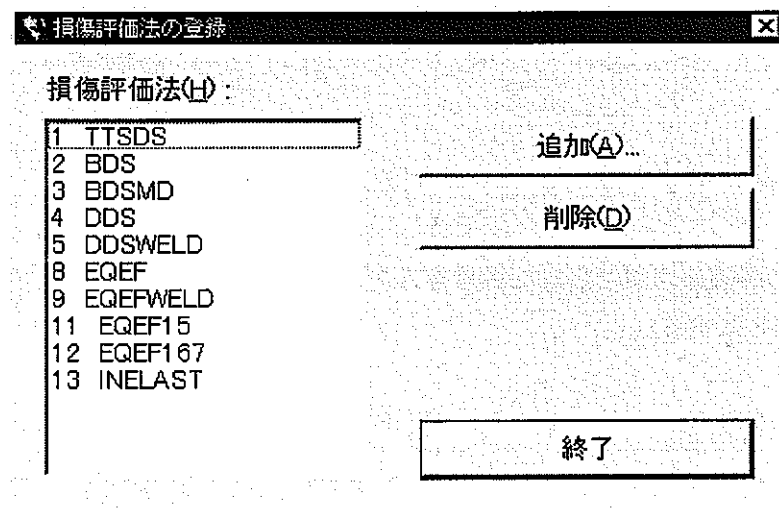 損傷評価法の登録
損傷評価法(H):
1 TTSDS
2 BDS
3 BDSMD
4 DDS
5 DDSWELD
8 EQEF
9 EQEFWELD
11 EQEF15
12 EQEF167
13 INELAST
追加(A)...
削除(D)
終了